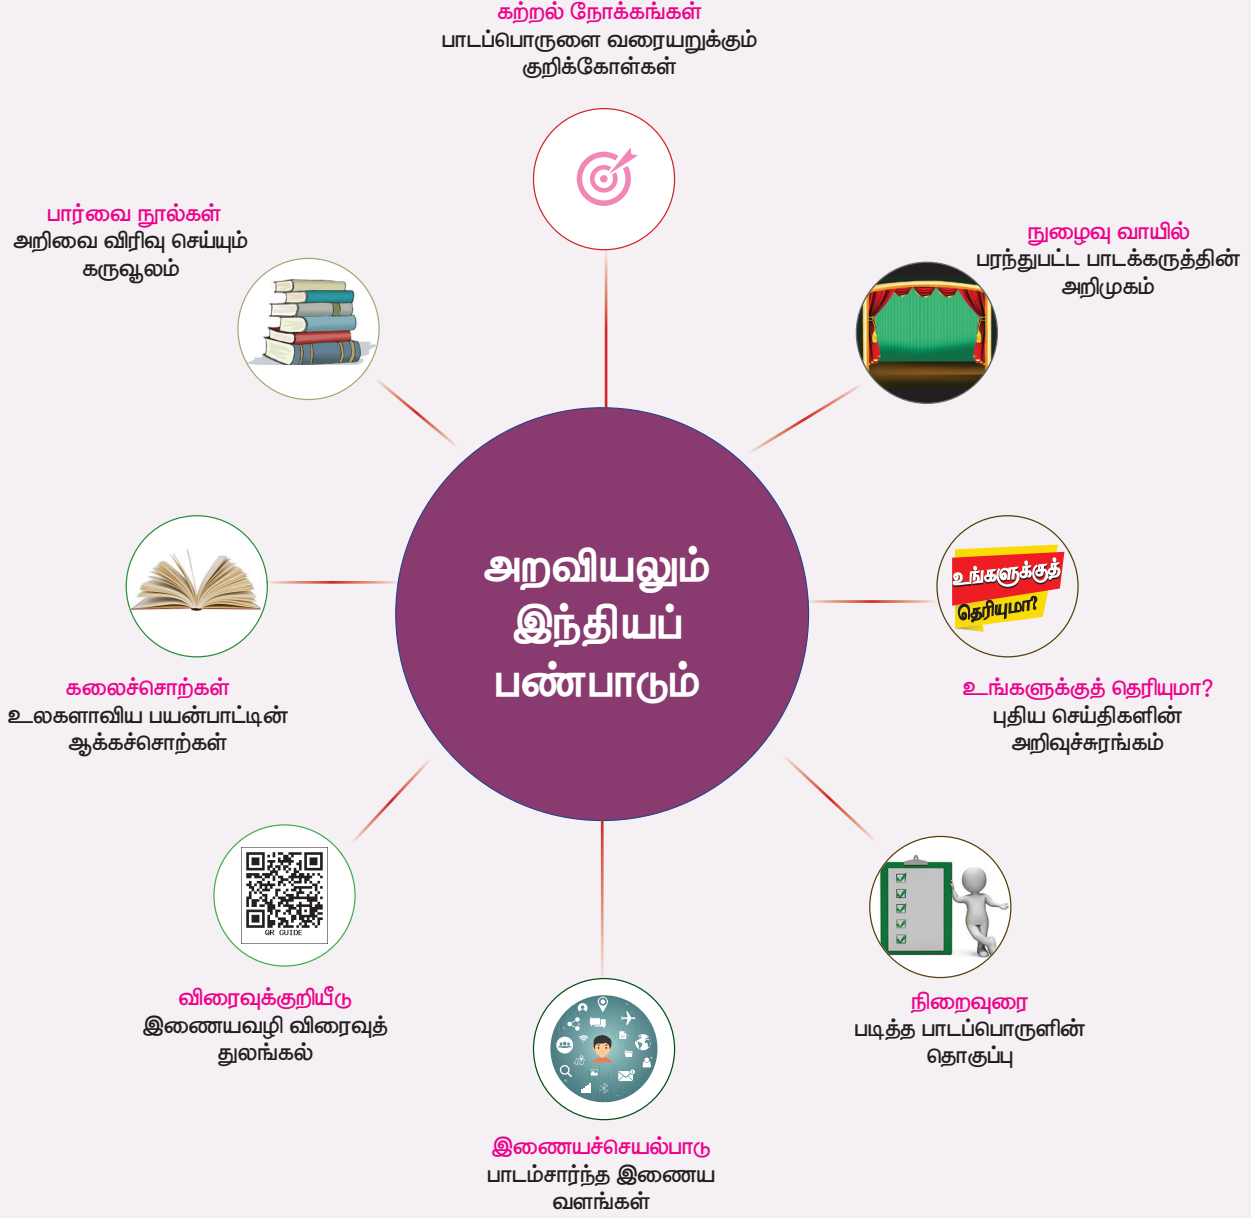 கற்றல் நோக்கங்கள்
பாடப்பொருளை வரையறுக்கும்
குறிக்கோள்கள்
பார்வை நூல்கள்
அறிவை விரிவு செய்யும்
கருவூலம்
நுழைவு வாயில்
பரந்துபட்ட பாடக்கருத்தின்
அறிமுகம்
அறவியலும்
இந்தியப்
பண்பாடும்
உங்களுக்குத்
தெரியுமா?
கலைச்சொற்கள்
உலகளாவிய பயன்பாட்டின்
ஆக்கச்சொற்கள்
உங்களுக்குத் தெரியுமா?
புதிய செய்திகளின்
அறிவுச்சுரங்கம்
QR GUIDE
விரைவுக்குறியீடு
இணையவழி விரைவுத்
துலங்கல்
நிறைவுரை
படித்த பாடப்பொருளின்
தொகுப்பு
இணையச்செயல்பாடு
பாடம்சார்ந்த இணைய
வளங்கள்